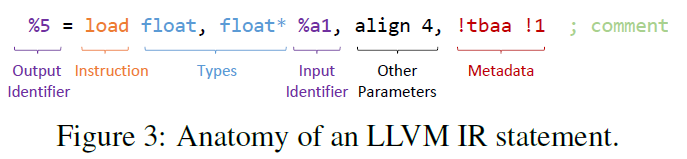 %5 = load float, float* %a1, align 4, !tbaa !1 ; comment
Output Instruction Types Input Other Metadata
Identifier Identifier Parameters
Figure 3: Anatomy of an LLVM IR statement.